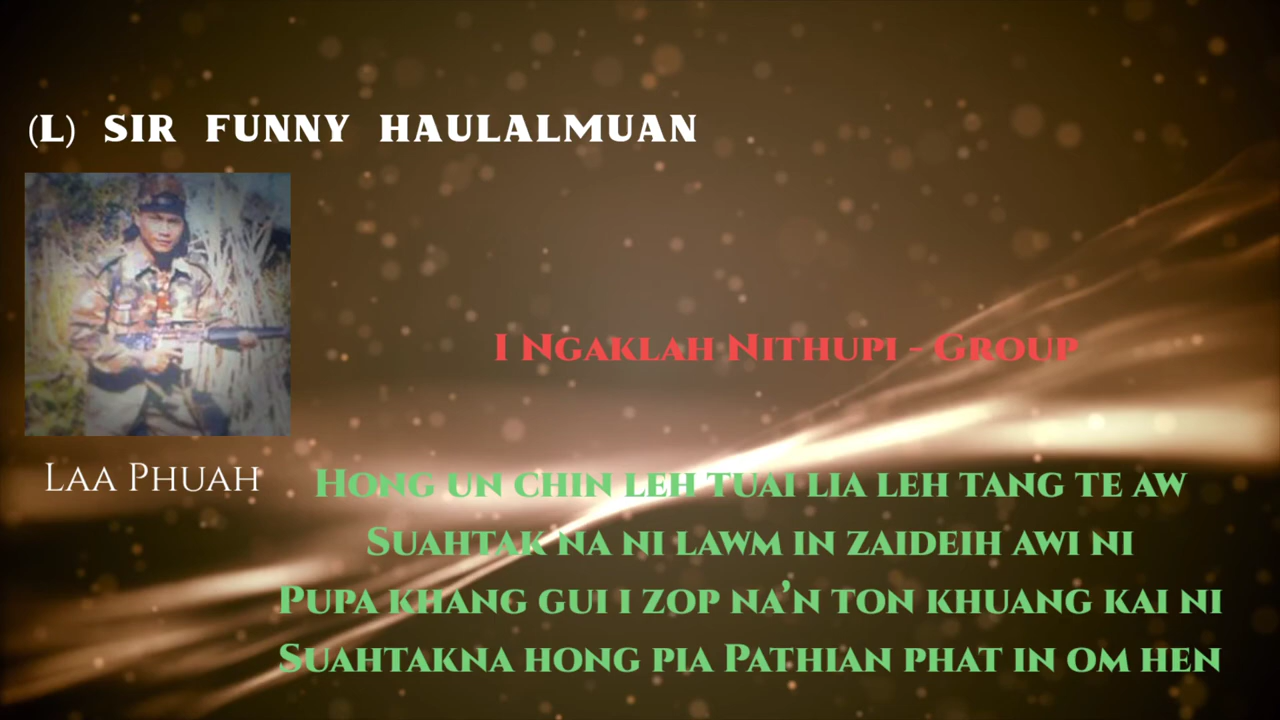 (L) SIR FUNNY HAULALMUAN
I NGAKLAH NITHUPI - GROUP
LAA PHUAH
HONG UN CHIN LEH TUAI LIA LEH TANG TE AW
SUAHTAK NA NI LAWM IN ZAIDEIH AWI NI
PUPA KHANG GUI I ZOP NA'N TON KHUANG KAI NI
SUAHTAKNA HONG PIA PATHIAN PHAT IN OM HEN